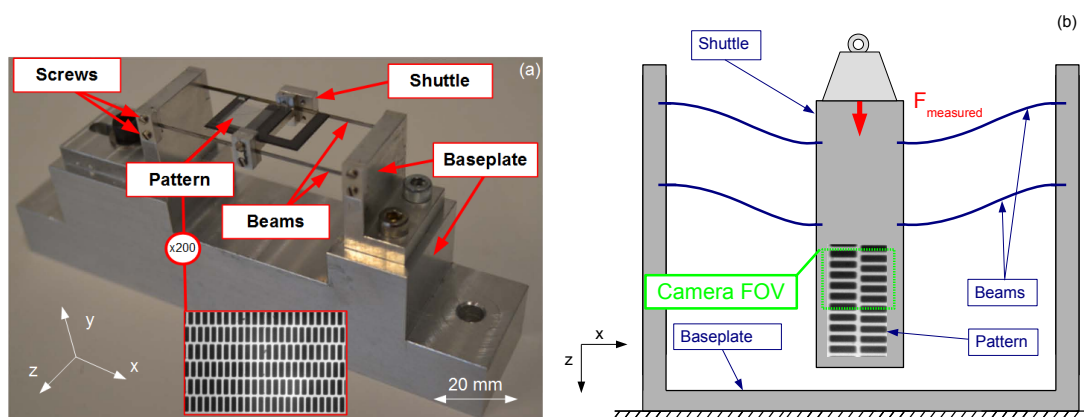 (a)
Screws
Shuttle
Pattern
Beams
Baseplate
x200
y
z
x
20 mm
(b)
Shuttle
F measured
Camera FOV
Beams
Baseplate
Pattern
x
z